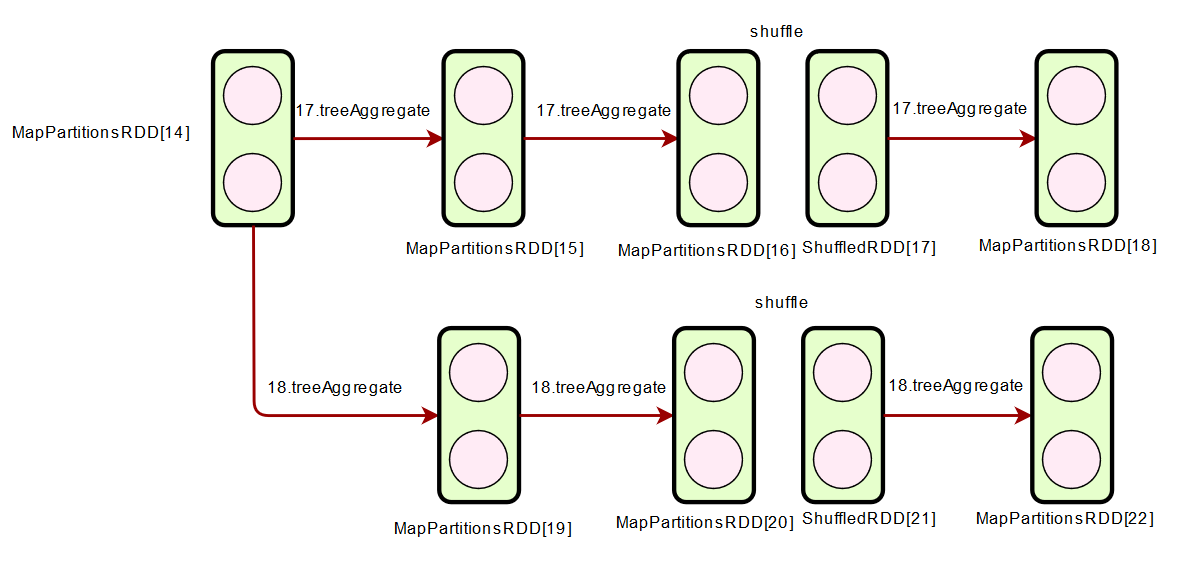 shuffle
17.treeAggregate
17.treeAggregate
17.treeAggregate
MapPartitionsRDD[14]
MapPartitionsRDD[15]
MapPartitionsRDD[16]
ShuffledRDD[17]
MapPartitionsRDD[18]
shuffle
18.treeAggregate
18.treeAggregate
18.treeAggregate
MapPartitionsRDD[19]
MapPartitionsRDD[20]
ShuffledRDD[21]
MapPartitionsRDD[22]